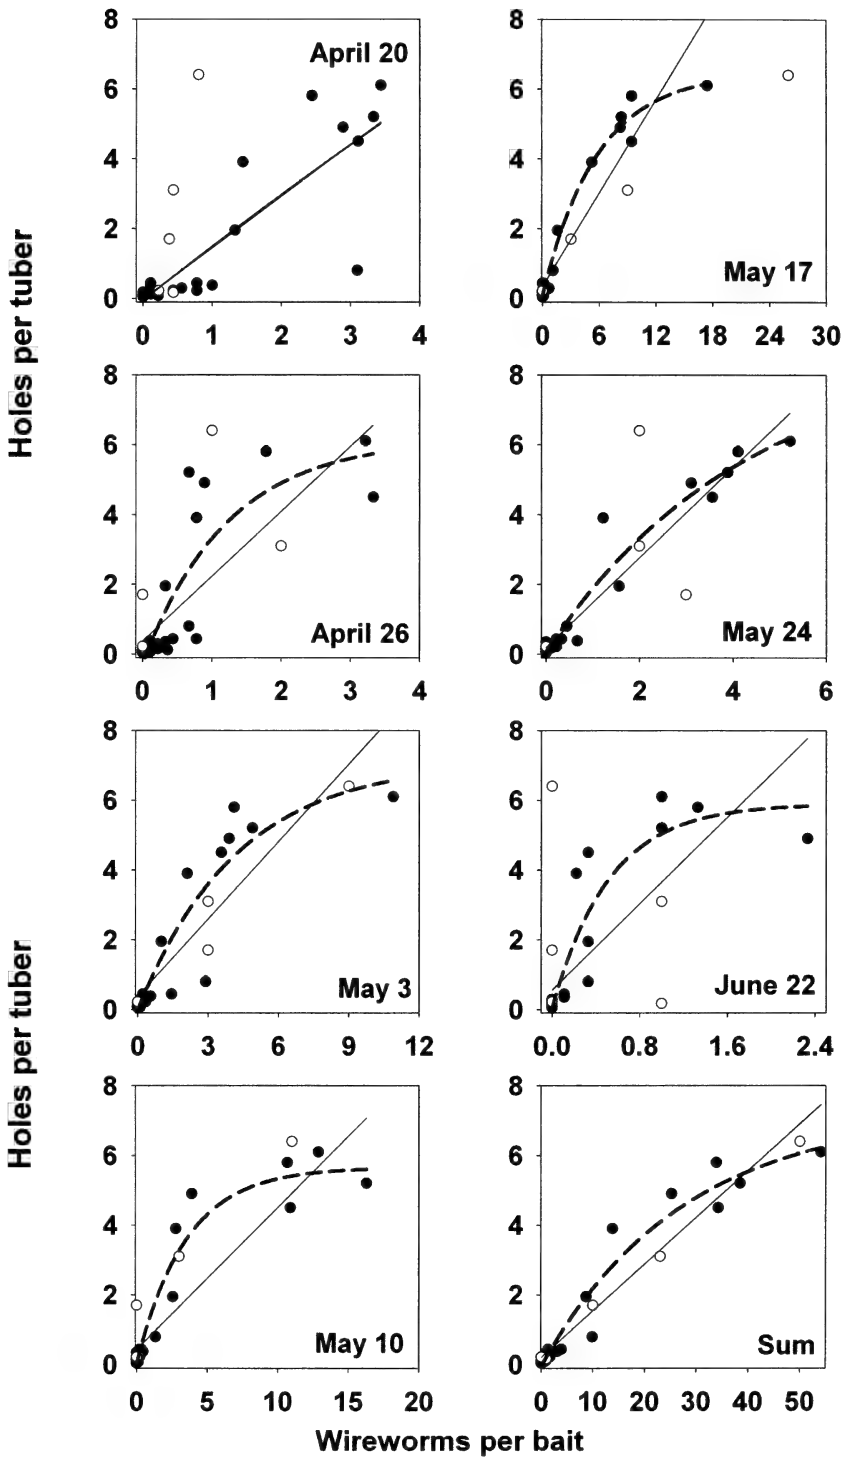 8
6
4
2
0
April 20
0 1 2 3 4
8
6
4
2
0
May 17
0 6 12 18 24 30
Holes per tuber
8
6
4
2
0
April 26
0 1 2 3 4
8
6
4
2
0
May 24
0 2 4 6
8
6
4
2
0
May 3
0 3 6 9 12
8
6
4
2
0
June 22
0.0 0.8 1.6 2.4
Holes per tuber
8
6
4
2
0
May 10
0 5 10 15 20
8
6
4
2
0
Sum
0 10 20 30 40 50
Wireworms per bait